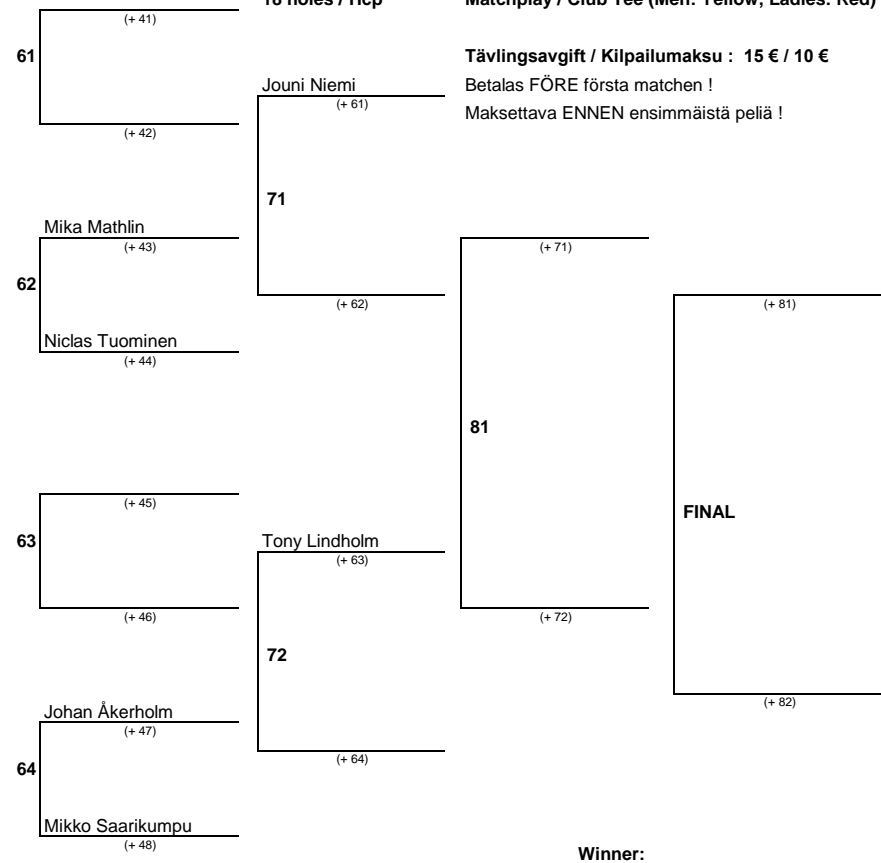 18 holes / Hcp Matchplay / Club Tee (Men: Yellow, Ladies: Red)
(+ 41)
61
Tävlingsavgift / Kilpailumaksu : 15 € / 10 €
Jouni Niemi
Betalas FÖRE första matchen !
(+ 61)
Maksettava ENNEN ensimmäistä peliä !
(+ 42)
71
Mika Mathlin
(+ 43)
(+ 71)
62
(+ 62)
(+ 81)
Niclas Tuominen
(+ 44)
81
(+ 45)
FINAL
63
Tony Lindholm
(+ 63)
(+ 46)
(+ 72)
72
(+ 82)
Johan Åkerholm
(+ 47)
(+ 64)
64
Mikko Saarikumpu
(+ 48)
Winner: